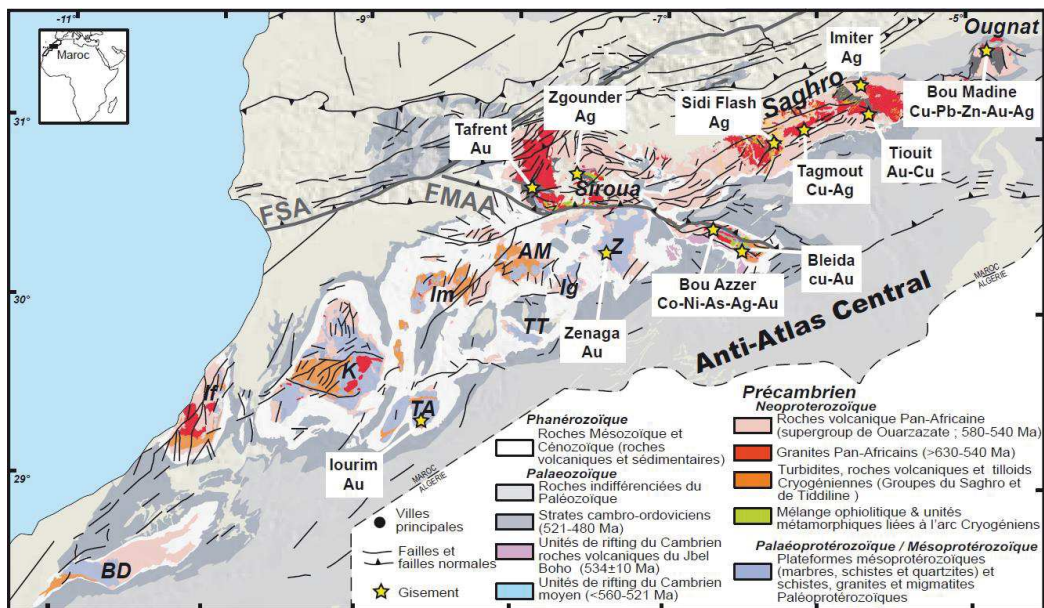 -11°
-9°
-7°
-5°
Maroc
31°
30°
29°
Ougnat
Imiter
Ag
Saghro
Bou Madine
Cu-Pb-Zn-Au-Ag
Zgounder
Ag
Sidi Flash
Ag
Tafrent
Au
Tiouit
Au-Cu
Tagmout
Cu-Ag
Siroua
FSA
FMAA
AM
Z
Im
Ig
Bou Azzer
Co-Ni-As-Ag-Au
Bleida
cu-Au
MAROC
ALGÉRIE
TT
Zenaga
Au
Anti-Atlas Central
K
If
TA
Iourim
Au
MAROC
ALGÉRIE
BD
Villes
principales
Failles et
failles normales
Gisement
Phanérozoïque
Roches Mésozoïque et
Cénozoïque (roches
volcaniques et sédimentaires)
Palaeozoïque
Roches indifférenciées du
Paléozoïque
Strates cambro-ordoviciens
(521-480 Ma)
Unités de rifting du Cambrien
roches volcaniques du Jbel
Boho (534±10 Ma)
Unités de rifting du Cambrien
moyen (<560-521 Ma)
Précambrien
Neoproterozoïque
Roches volcanique Pan-Africaine
(supergroup de Ouarzazate ; 580-540 Ma)
Granites Pan-Africains (>630-540 Ma)
Turbidites, roches volcaniques et tilloids
Cryogéniennes (Groupes du Saghro et
de Tiddiline )
Mélange ophiolitique & unités
métamorphiques liées à l'arc Cryogéniens
Palaéoprotérozoïque / Mésoprotérozoïque
Plateformes mésoprotérozoïques
(marbres, schistes et quartzites) et
schistes, granites et migmatites
Paléoprotérozoïques